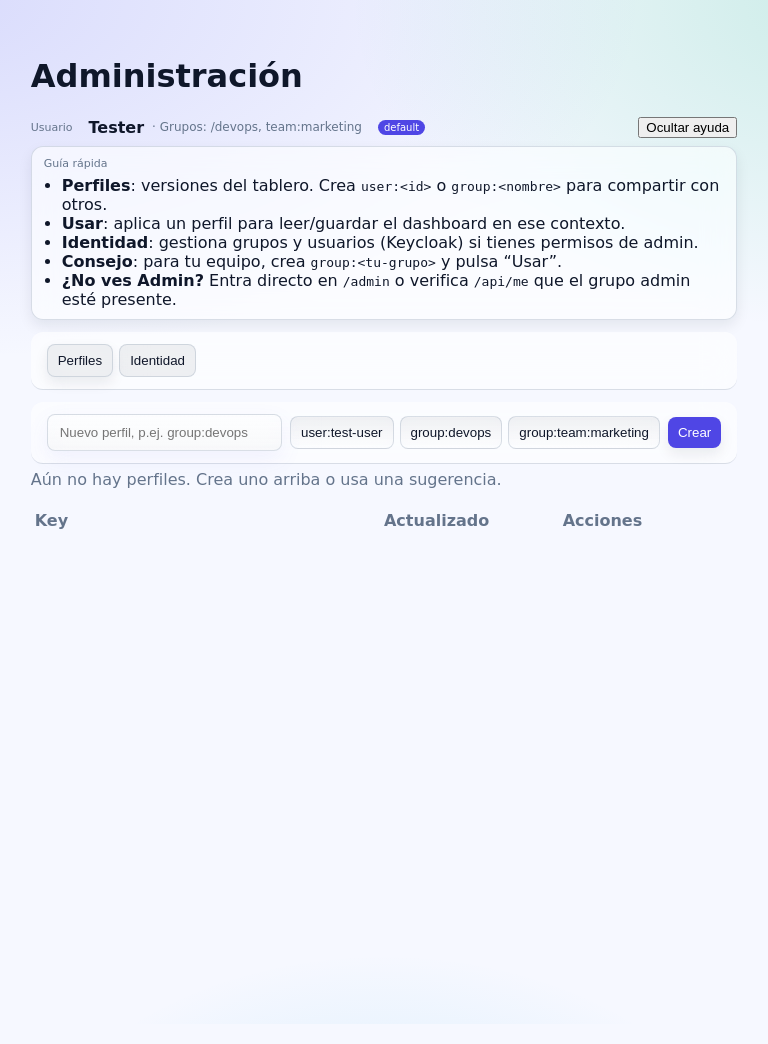 Administración
Usuario Tester · Grupos: /devops, team:marketing default Ocultar ayuda
Guía rápida
• Perfiles: versiones del tablero. Crea user:<id> o group:<nombre> para compartir con
otros.
• Usar: aplica un perfil para leer/guardar el dashboard en ese contexto.
• Identidad: gestiona grupos y usuarios (Keycloak) si tienes permisos de admin.
• Consejo: para tu equipo, crea group:<tu-grupo> y pulsa “Usar”.
• ¿No ves Admin? Entra directo en /admin o verifica /api/me que el grupo admin
esté presente.
Perfiles Identidad
Nuevo perfil, p.ej. group:devops user:test-user group:devops group:team:marketing Crear
Aún no hay perfiles. Crea uno arriba o usa una sugerencia.
Key Actualizado Acciones